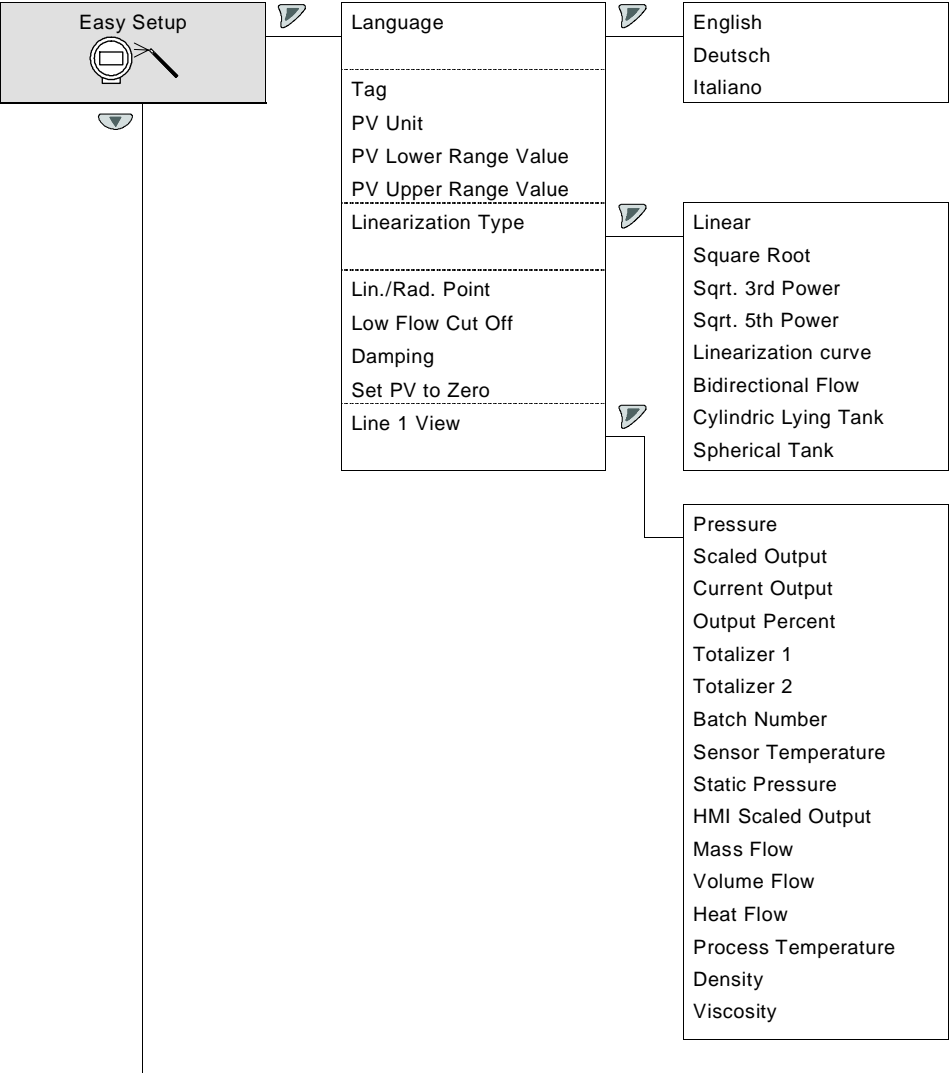 Easy Setup
Language
English
Deutsch
Italiano
Tag
PV Unit
PV Lower Range Value
PV Upper Range Value
Linearization Type
Linear
Square Root
Sqrt. 3rd Power
Sqrt. 5th Power
Linearization curve
Bidirectional Flow
Cylindric Lying Tank
Spherical Tank
Lin./Rad. Point
Low Flow Cut Off
Damping
Set PV to Zero
Line 1 View
Pressure
Scaled Output
Current Output
Output Percent
Totalizer 1
Totalizer 2
Batch Number
Sensor Temperature
Static Pressure
HMI Scaled Output
Mass Flow
Volume Flow
Heat Flow
Process Temperature
Density
Viscosity